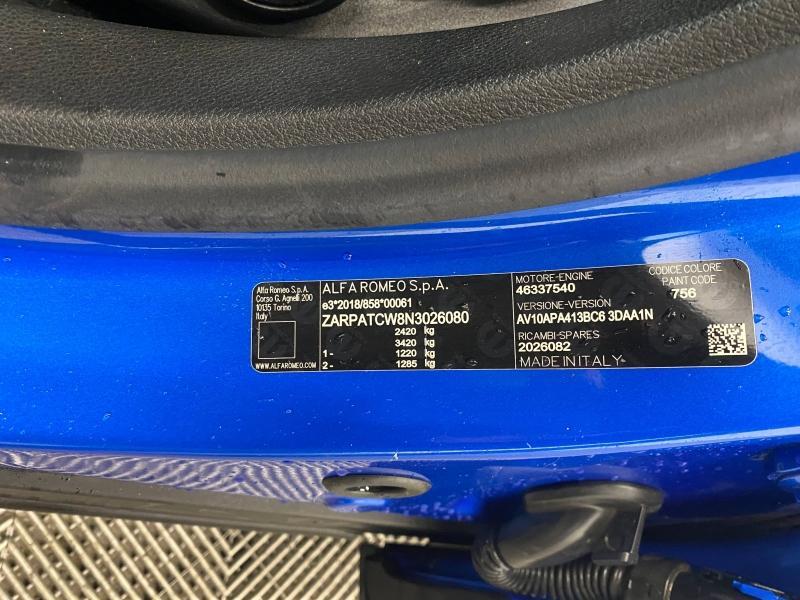 Alfa Romeo S.p.A.
Corso G. Agnelli 200
10135 Torino
Italy
WWW.ALFAROMEO.COM
ALFA ROMEO S.p.A.
e3*2018/858*00061
ZARPATCW8N3026080
2420 kg
3420 kg
1- 1220 kg
2- 1285 kg
MOTORE-ENGINE
46337540
VERSIONE-VERSIÓN
AV10APA413BC6 3DAA1N
RICAMBI-SPARES
2026082
MADE IN ITALY
CODICE COLORE
PAINT CODE
756